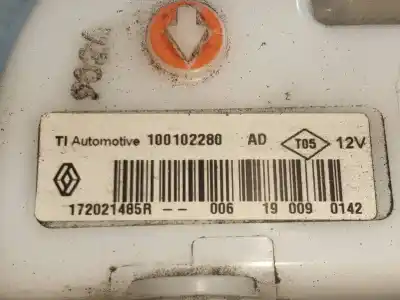 TI Automotive 100102280 AD T05 12V
172021485R -- 006 19 009 0142